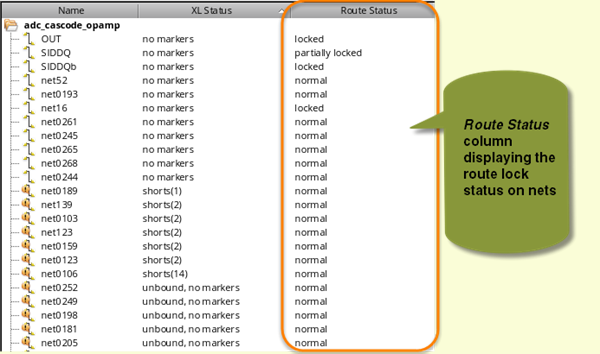 Name XL Status Route Status
adc_cascode_opamp
OUT no markers locked
SIDDQ no markers partially locked
SIDDQb no markers locked
net52 no markers normal
net0193 no markers normal
net16 no markers locked
net0261 no markers normal
net0245 no markers normal
net0265 no markers normal
net0268 no markers normal
net0244 no markers normal
net0189 shorts(1) normal
net139 shorts(2) normal
net0103 shorts(2) normal
net123 shorts(2) normal
net0159 shorts(2) normal
net0123 shorts(2) normal
net0106 shorts(14) normal
net0252 unbound, no markers normal
net0249 unbound, no markers normal
net0198 unbound, no markers normal
net0181 unbound, no markers normal
net0205 unbound, no markers normal
Route Status
column
displaying the
route lock
status on nets